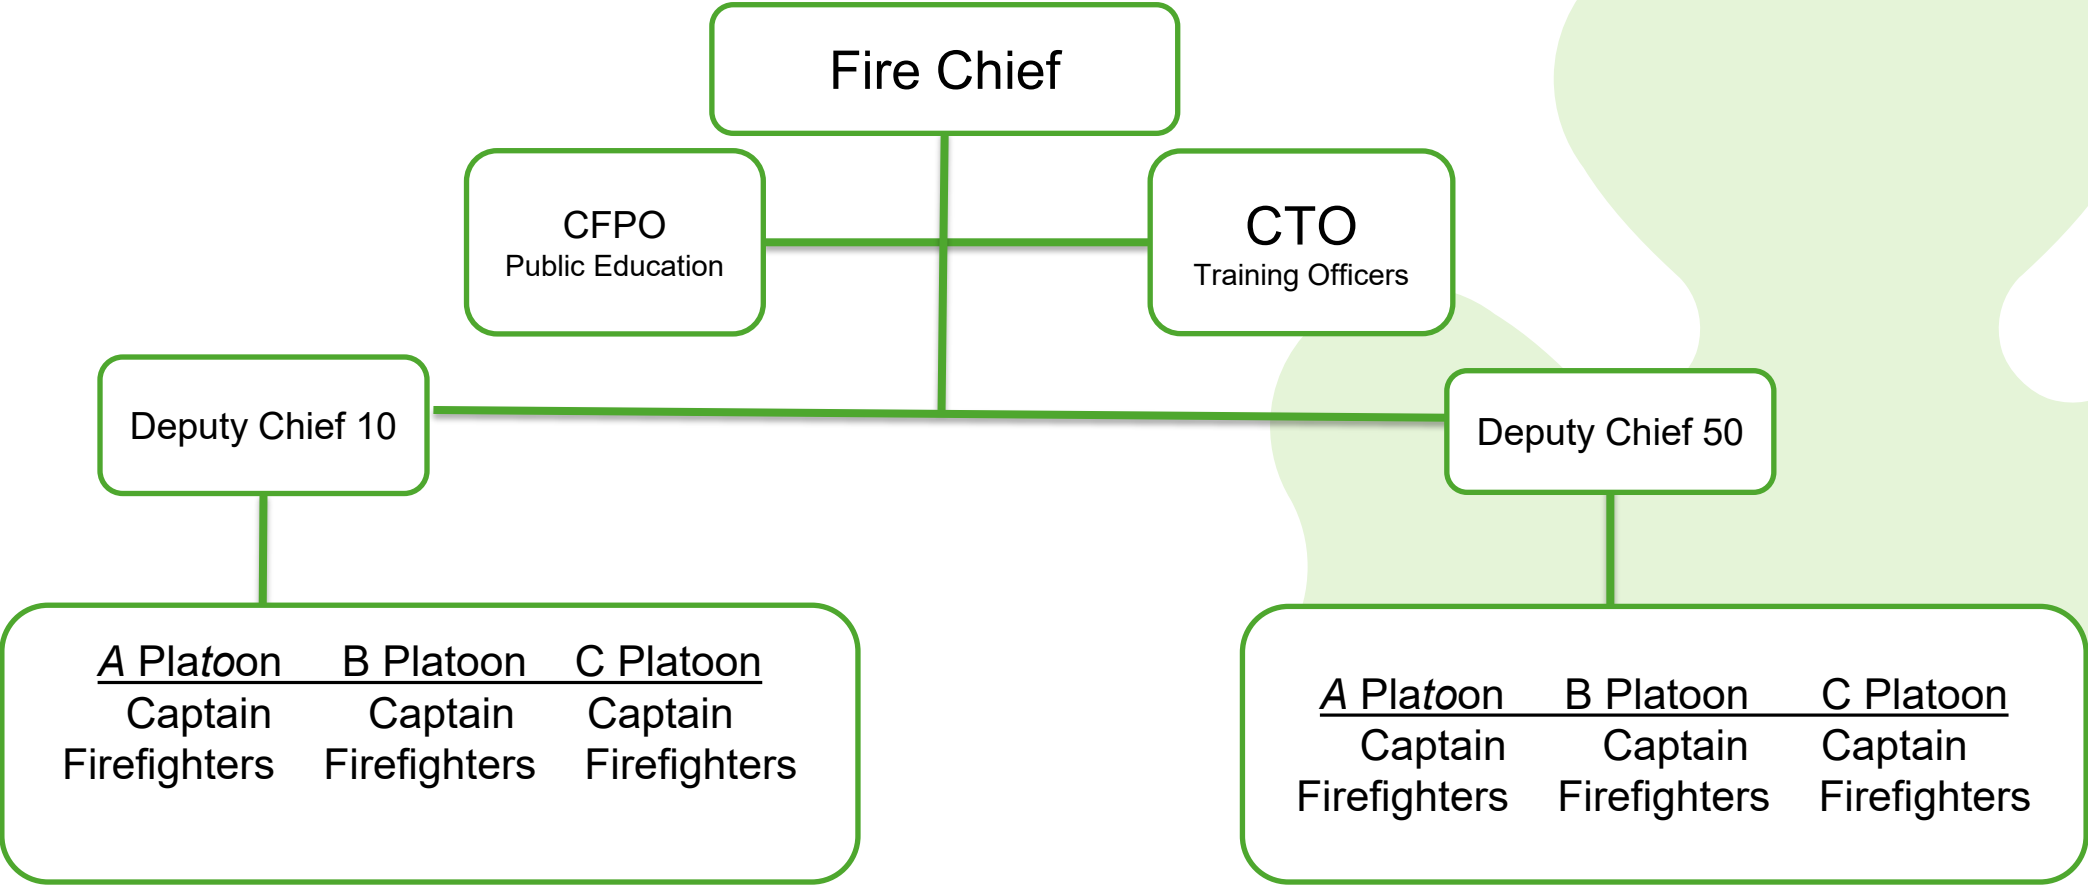 Fire Chief
CFPO
Public Education
CTO
Training Officers
Deputy Chief 10
Deputy Chief 50
A Platoon B Platoon C Platoon
Captain Captain Captain
Firefighters Firefighters Firefighters
A Platoon B Platoon C Platoon
Captain Captain Captain
Firefighters Firefighters Firefighters